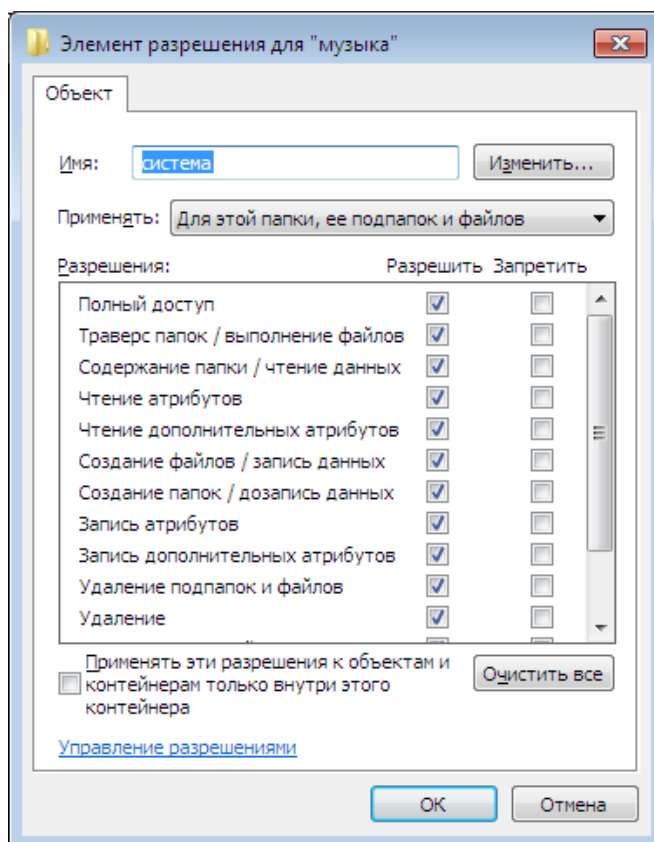 Элемент разрешения для "музыка"
Объект
Имя: система Изменить...
Применять: Для этой папки, ее подпапок и файлов
Разрешения: Разрешить Запретить
Полный доступ
Траверс папок / выполнение файлов
Содержание папки / чтение данных
Чтение атрибутов
Чтение дополнительных атрибутов
Создание файлов / запись данных
Создание папок / дозапись данных
Запись атрибутов
Запись дополнительных атрибутов
Удаление подпапок и файлов
Удаление
Применять эти разрешения к объектам и
контейнерам только внутри этого
контейнера
Очистить все
Управление разрешениями
ОК Отмена